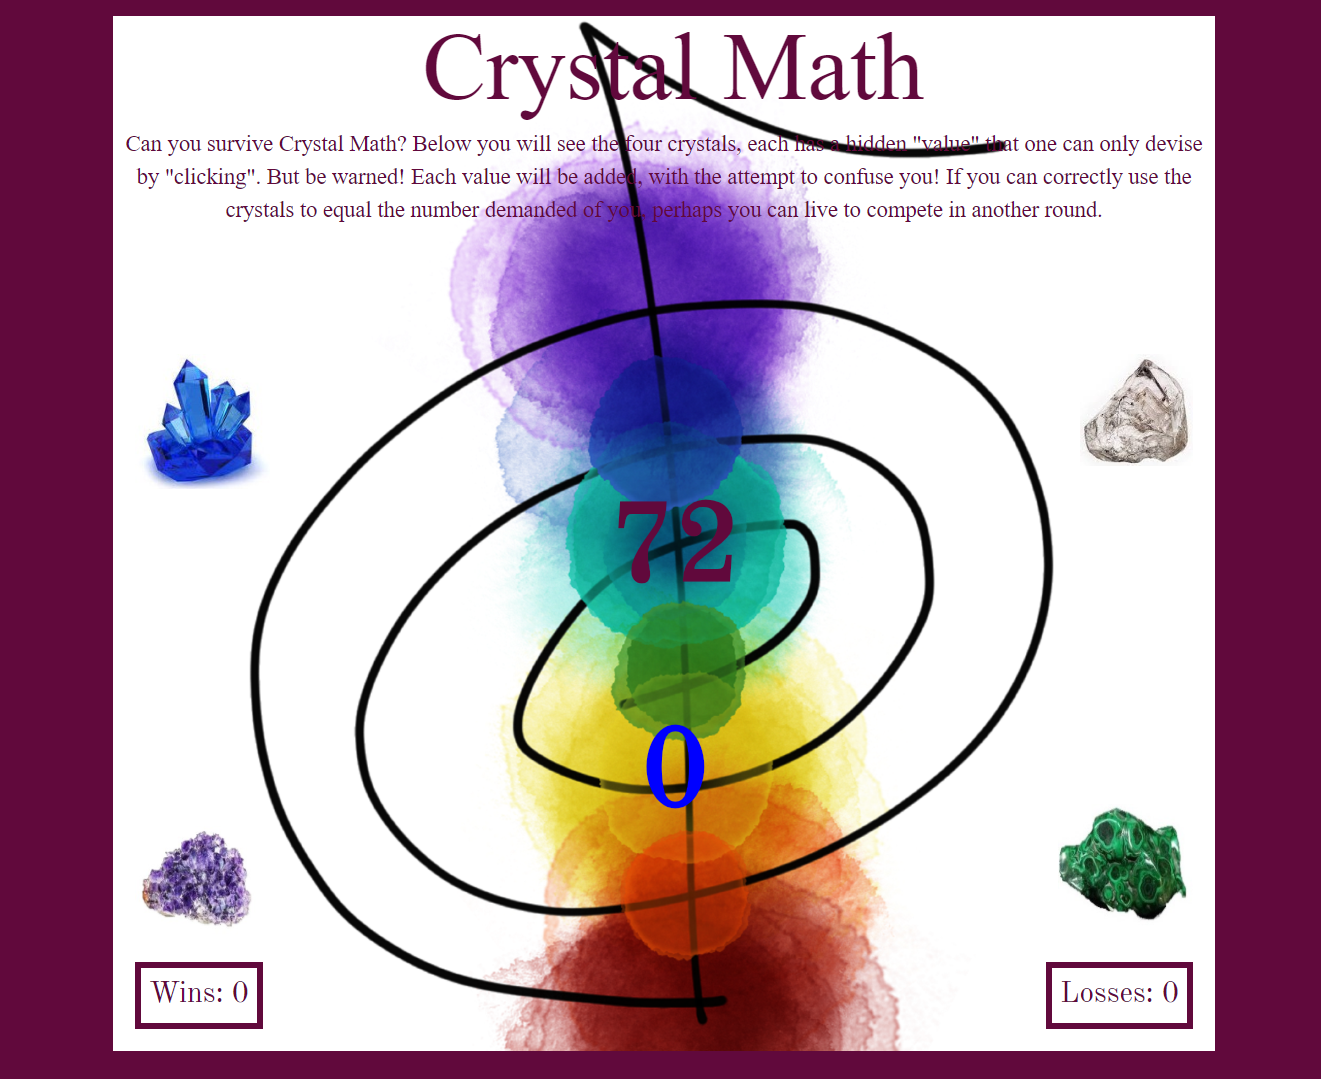 Crystal Math
Can you survive Crystal Math? Below you will see the four crystals, each has a hidden "value" that one can only devise
by "clicking". But be warned! Each value will be added, with the attempt to confuse you! If you can correctly use the
crystals to equal the number demanded of you, perhaps you can live to compete in another round.
72
0
Wins: 0
Losses: 0